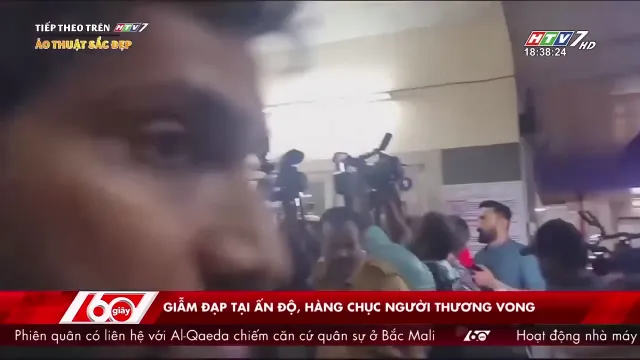 TIẾP THEO TRÊN HTV7
ẢO THUẬT SẮC ĐẸP
HTV7 HD
18:38:24
60 giây
GIẪM ĐẠP TẠI ẤN ĐỘ, HÀNG CHỤC NGƯỜI THƯƠNG VONG
Phiên quân có liên hệ với Al-Qaeda chiếm căn cứ quân sự ở Bắc Mali 60 giây Hoạt động nhà máy